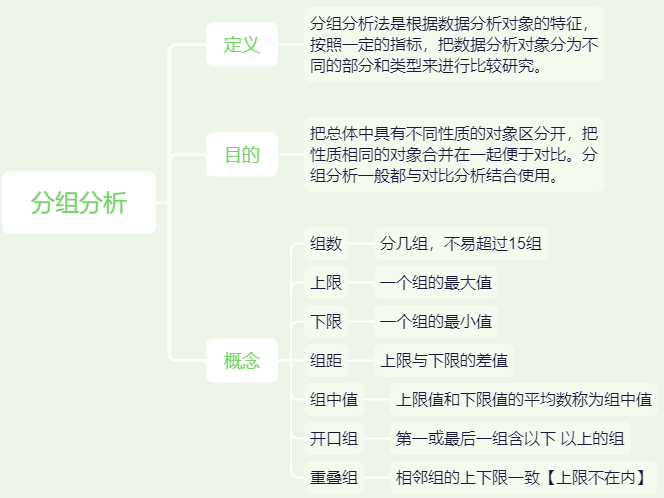 分组分析
定义
分组分析法是根据数据分析对象的特征，
按照一定的指标，把数据分析对象分为不
同的部分和类型来进行比较研究。
目的
把总体中具有不同性质的对象区分开，把
性质相同的对象合并在一起便于对比。分
组分析一般都与对比分析结合使用。
概念
组数 分几组，不易超过15组
上限 一个组的最大值
下限 一个组的最小值
组距 上限与下限的差值
组中值 上限值和下限值的平均数称为组中值
开口组 第一或最后一组含以下 以上的组
重叠组 相邻组的上下限一致【上限不在内】